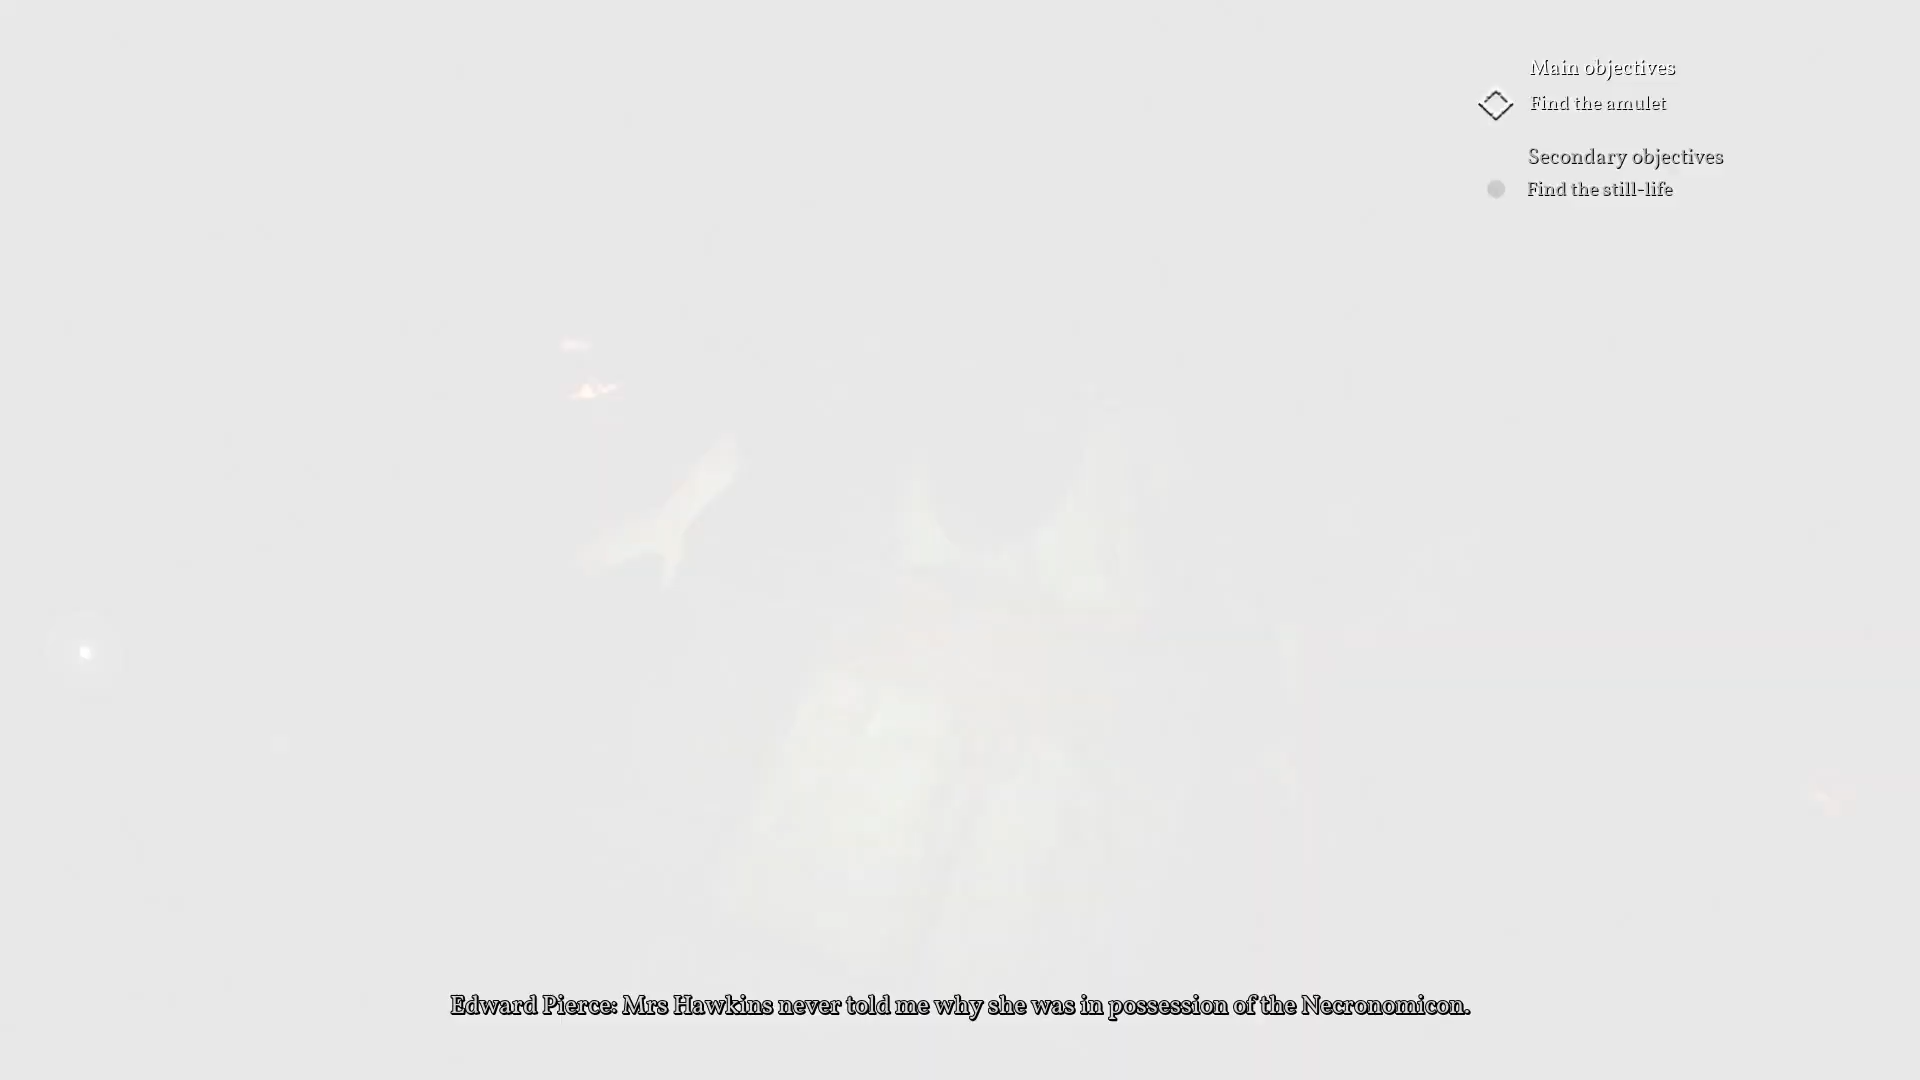 Main objectives
Find the amulet
Secondary objectives
Find the still-life
Edward Pierce: Mrs Hawkins never told me why she was in possession of the Necronomicon.